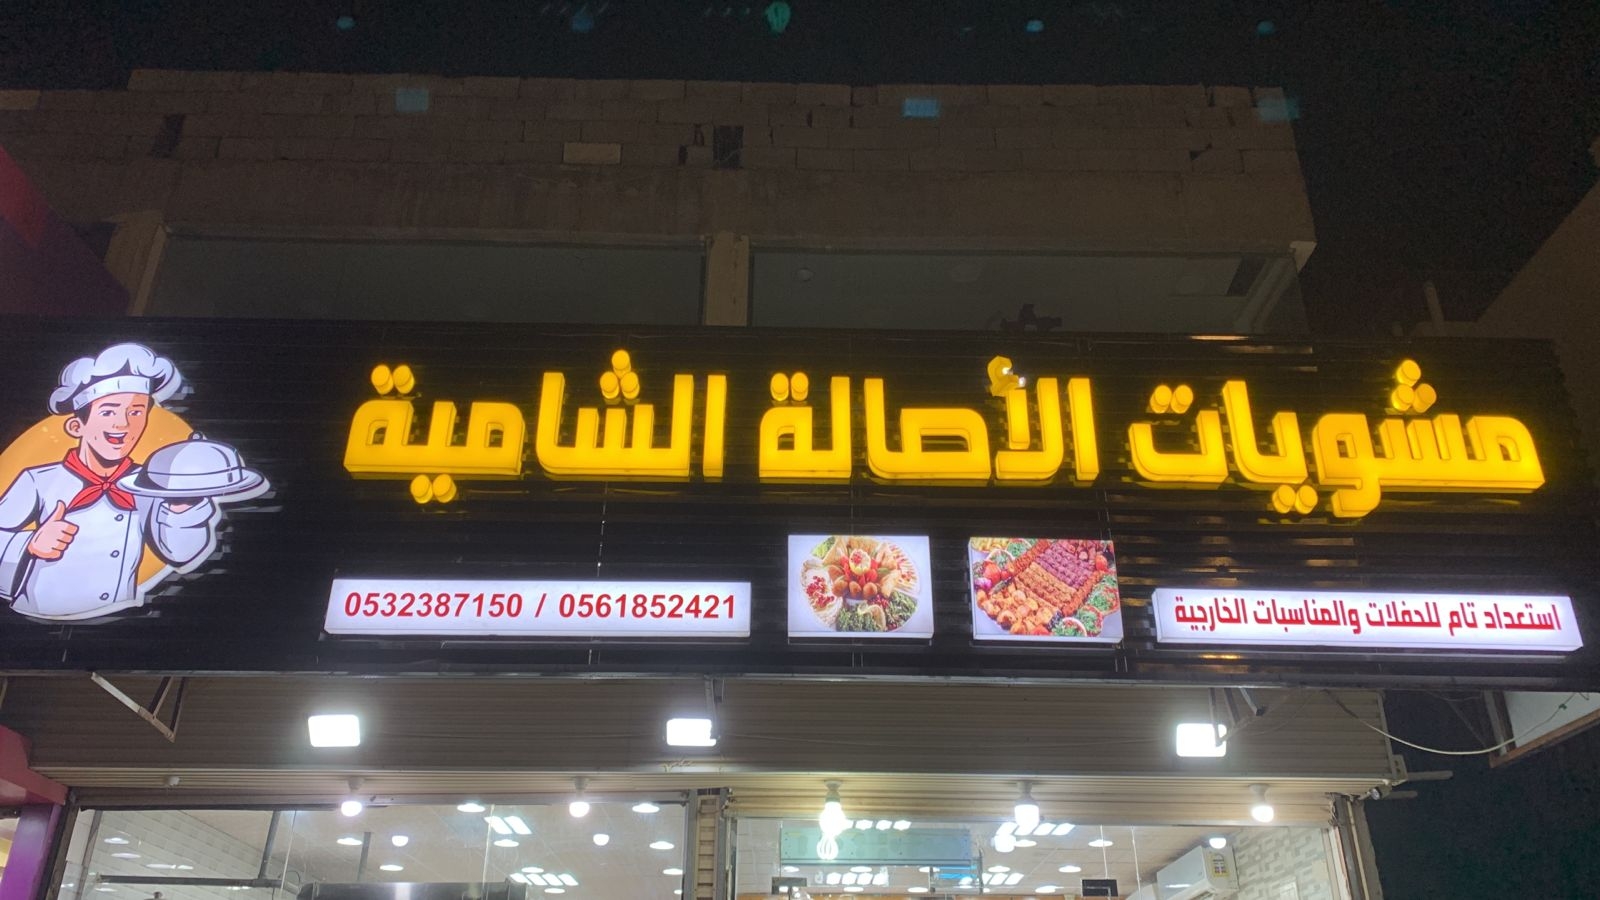 مشويات الأصالة الشامية
استعداد تام للحفلات والمناسبات الخارجية
0532387150 / 0561852421